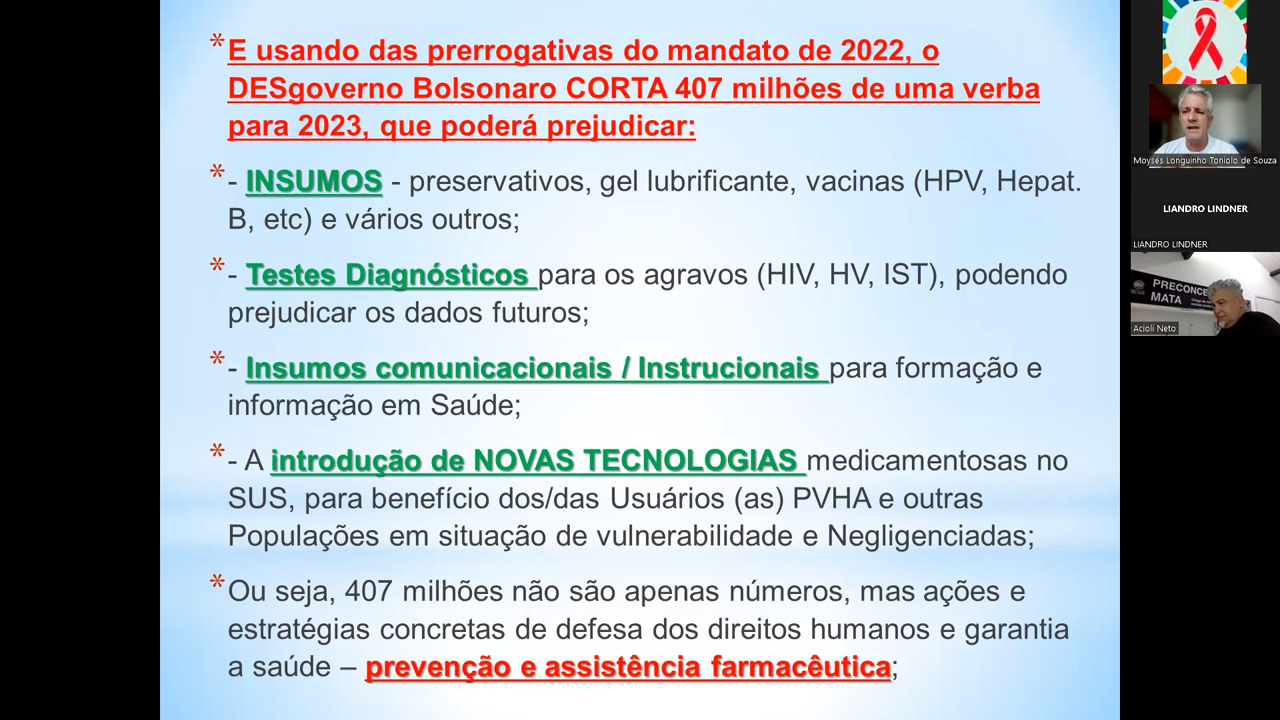 * E usando das prerrogativas do mandato de 2022, o
DESgoverno Bolsonaro CORTA 407 milhões de uma verba
para 2023, que poderá prejudicar:
* - INSUMOS - preservativos, gel lubrificante, vacinas (HPV, Hepat.
B, etc) e vários outros;
* - Testes Diagnósticos para os agravos (HIV, HV, IST), podendo
prejudicar os dados futuros;
* - Insumos comunicacionais / Instrucionais para formação e
informação em Saúde;
* - A introdução de NOVAS TECNOLOGIAS medicamentosas no
SUS, para benefício dos/das Usuários (as) PVHA e outras
Populações em situação de vulnerabilidade e Negligenciadas;
* Ou seja, 407 milhões não são apenas números, mas ações e
estratégias concretas de defesa dos direitos humanos e garantia
a saúde – prevenção e assistência farmacêutica;
Moysés Longuinho Toniolo de Souza
LIANDRO LINDNER
LIANDRO LINDNER
PRECONCE
MATA
Acioli Neto